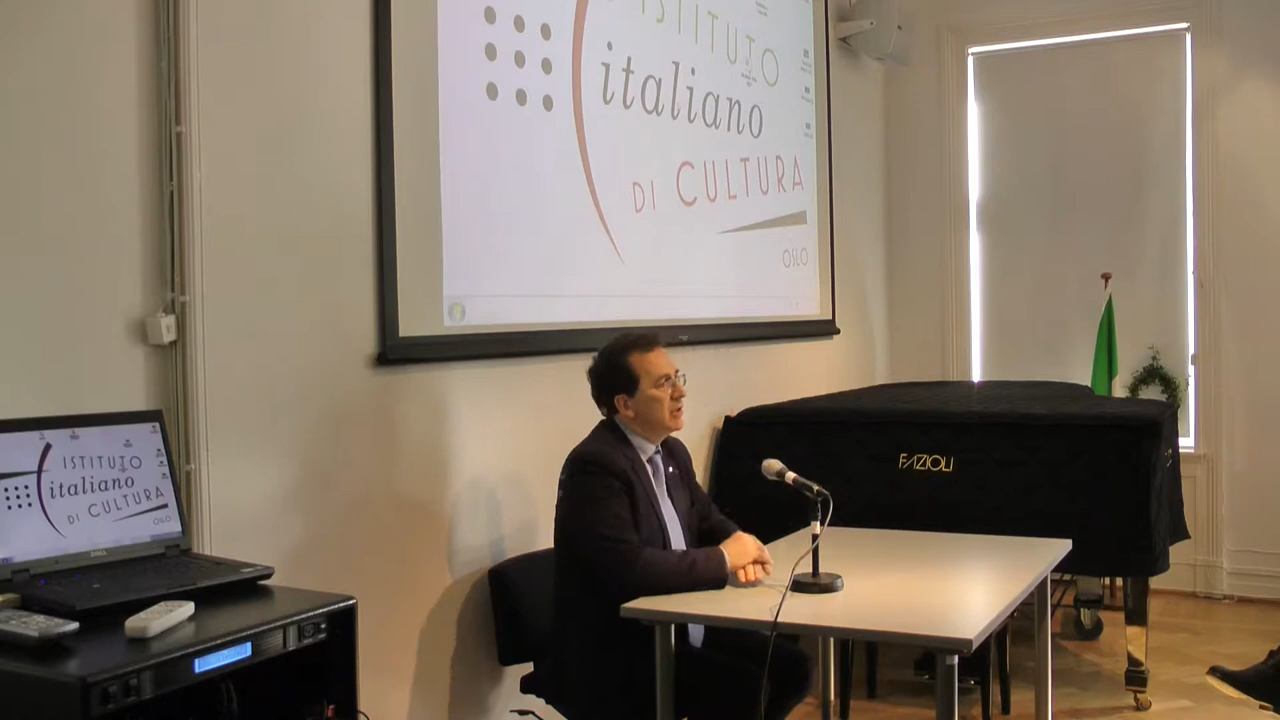 ISTITUTO
italiano
DI CULTURA
OSLO
ISTITUTO
italiano
DI CULTURA
OSLO
DELL
FAZIOLI